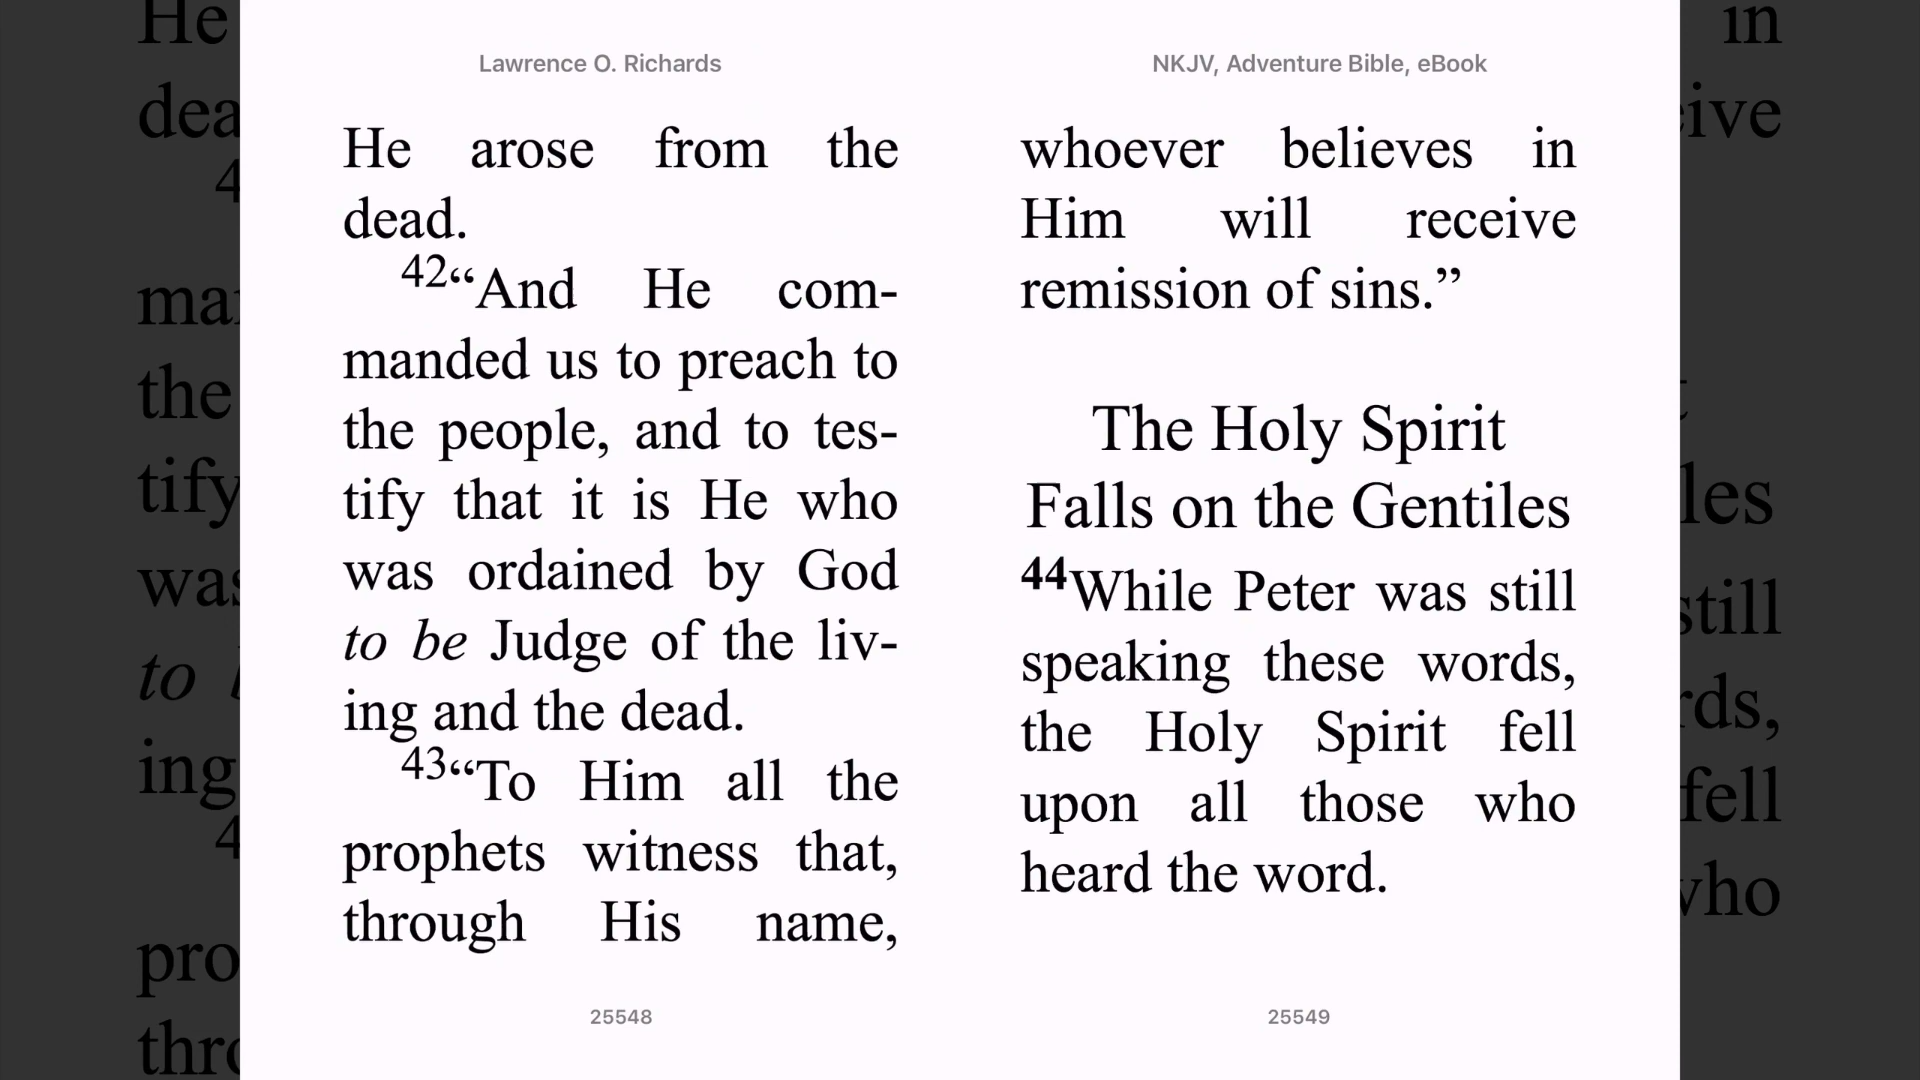 Lawrence O. Richards
He arose from the
dead.
42“And He com-
manded us to preach to
the people, and to tes-
tify that it is He who
was ordained by God
to be Judge of the liv-
ing and the dead.
43“To Him all the
prophets witness that,
through His name,
25548
NKJV, Adventure Bible, eBook
whoever believes in
Him will receive
remission of sins.”
The Holy Spirit
Falls on the Gentiles
44While Peter was still
speaking these words,
the Holy Spirit fell
upon all those who
heard the word.
25549